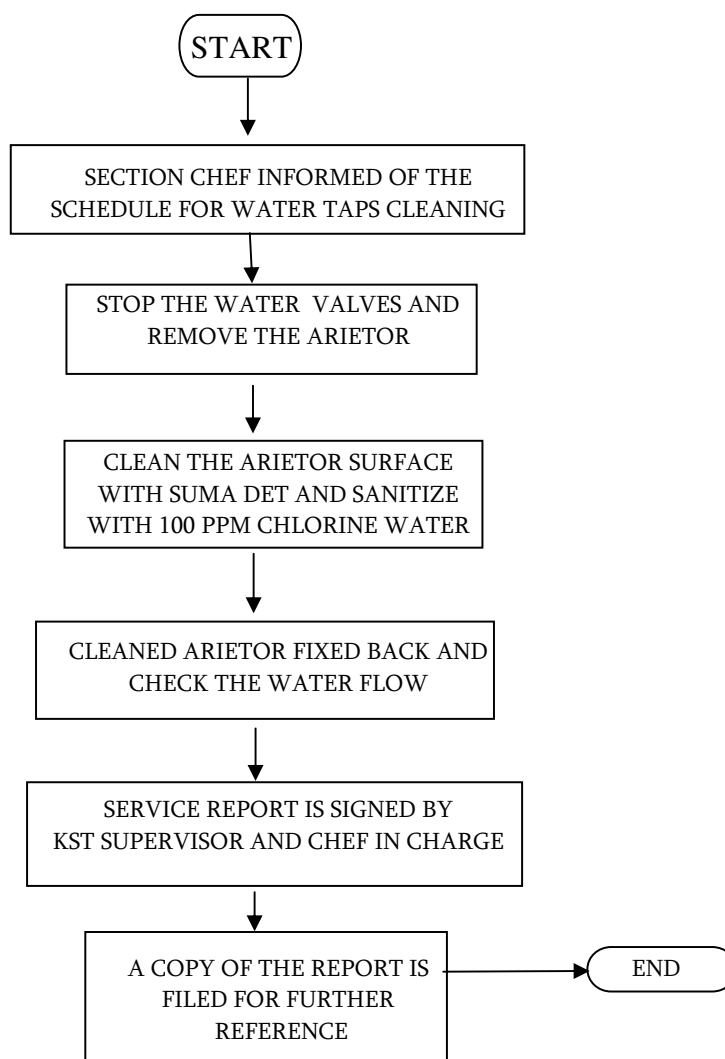 START
SECTION CHEF INFORMED OF THE
SCHEDULE FOR WATER TAPS CLEANING
STOP THE WATER VALVES AND
REMOVE THE ARIETOR
CLEAN THE ARIETOR SURFACE
WITH SUMA DET AND SANITIZE
WITH 100 PPM CHLORINE WATER
CLEANED ARIETOR FIXED BACK AND
CHECK THE WATER FLOW
SERVICE REPORT IS SIGNED BY
KST SUPERVISOR AND CHEF IN CHARGE
A COPY OF THE REPORT IS
FILED FOR FURTHER
REFERENCE
END